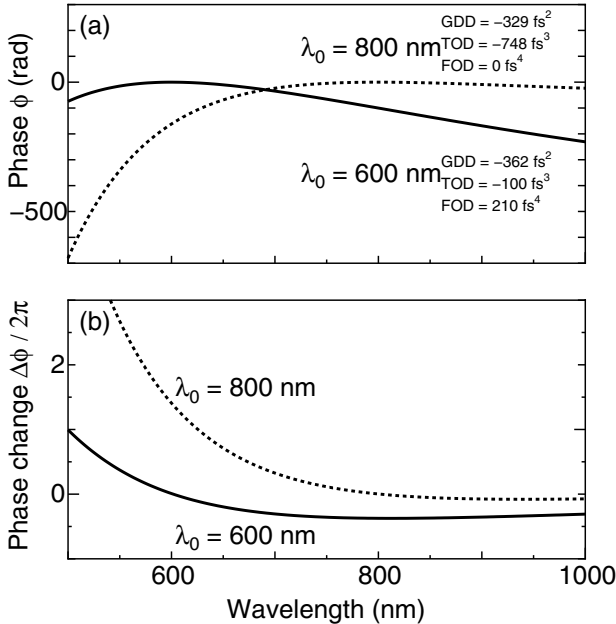 (a)
λ0 = 800 nm
GDD = −329 fs²
TOD = −748 fs³
FOD = 0 fs⁴
0
−500
Phase ϕ (rad)
λ0 = 600 nm
GDD = −362 fs²
TOD = −100 fs³
FOD = 210 fs⁴
(b)
2
0
Phase change Δϕ / 2π
λ0 = 800 nm
λ0 = 600 nm
600
800
1000
Wavelength (nm)